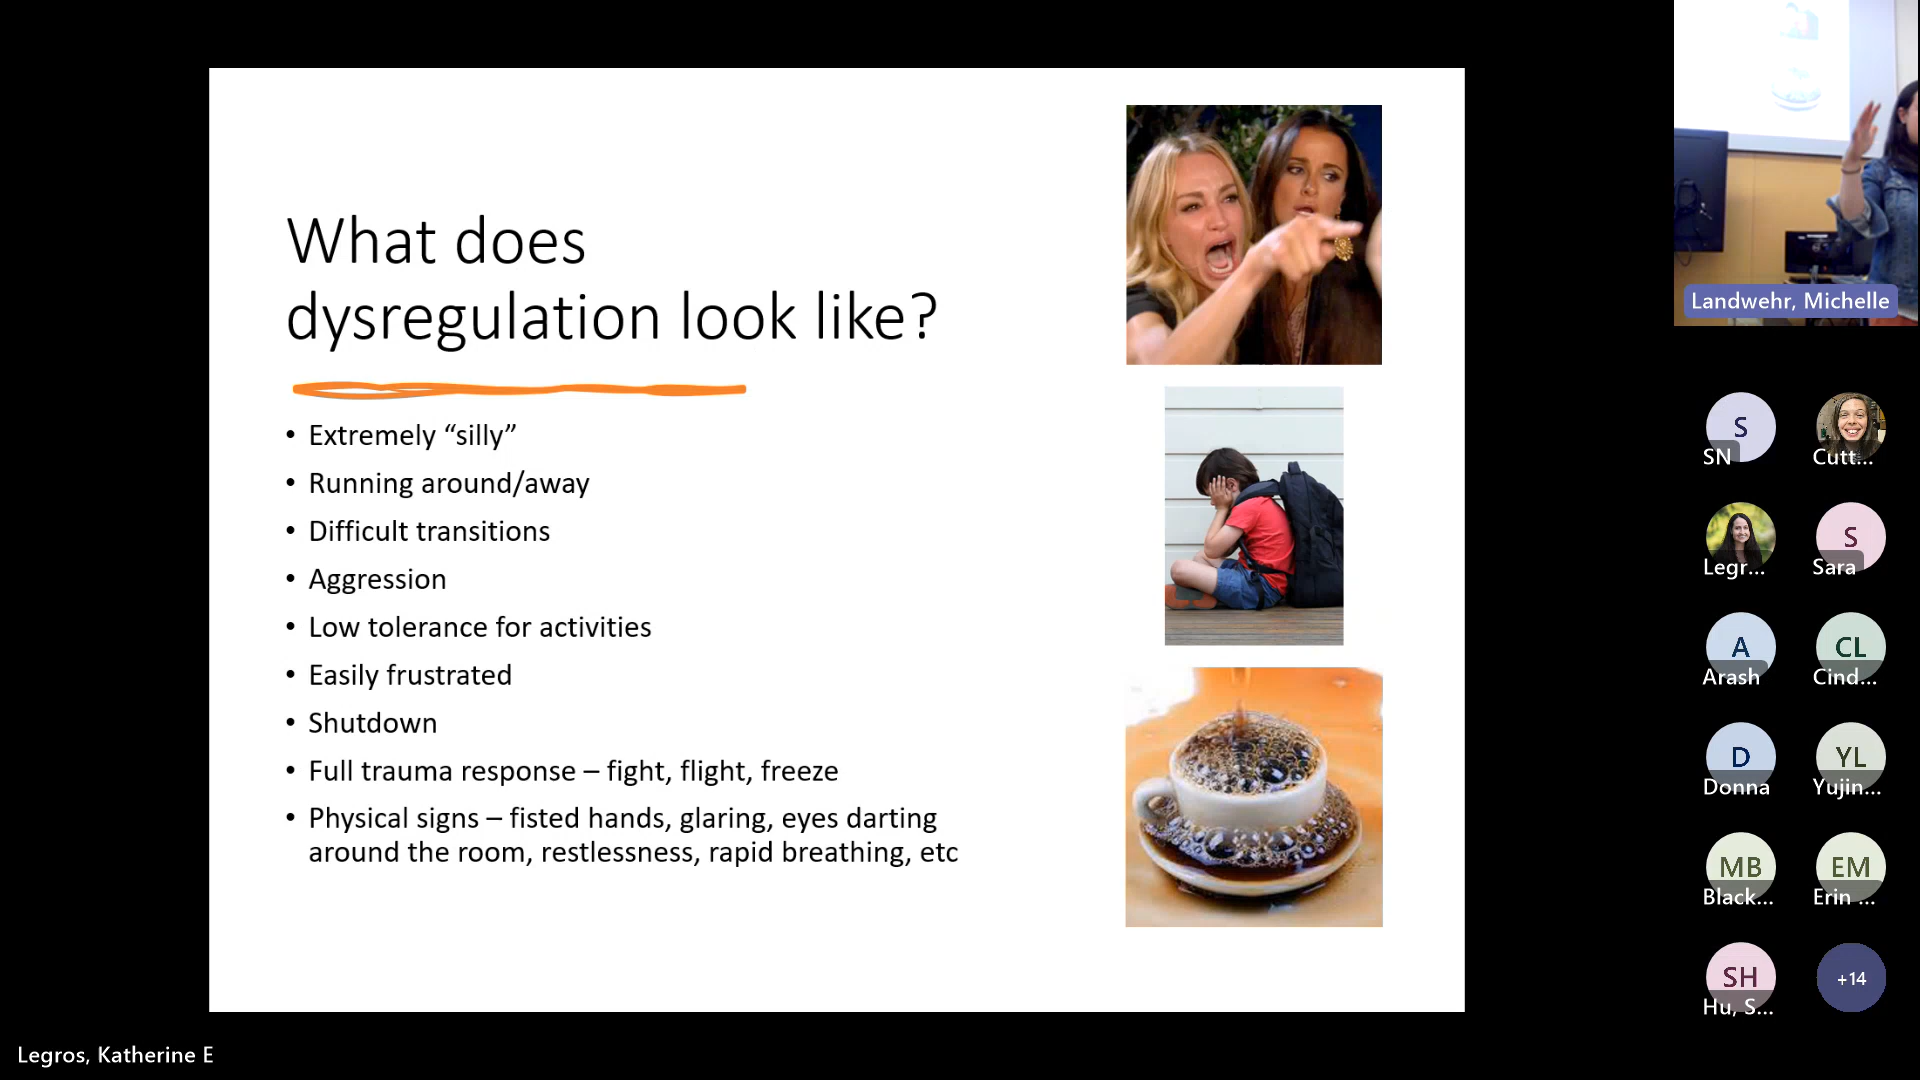 What does
dysregulation look like?
• Extremely “silly”
• Running around/away
• Difficult transitions
• Aggression
• Low tolerance for activities
• Easily frustrated
• Shutdown
• Full trauma response – fight, flight, freeze
• Physical signs – fisted hands, glaring, eyes darting
around the room, restlessness, rapid breathing, etc
Landwehr, Michelle
S
SN
Cutt...
Legr...
S
Sara
A
Arash
CL
Cind...
D
Donna
YL
Yujin...
MB
Black...
EM
Erin ...
SH
Hu, S...
+14
Legros, Katherine E